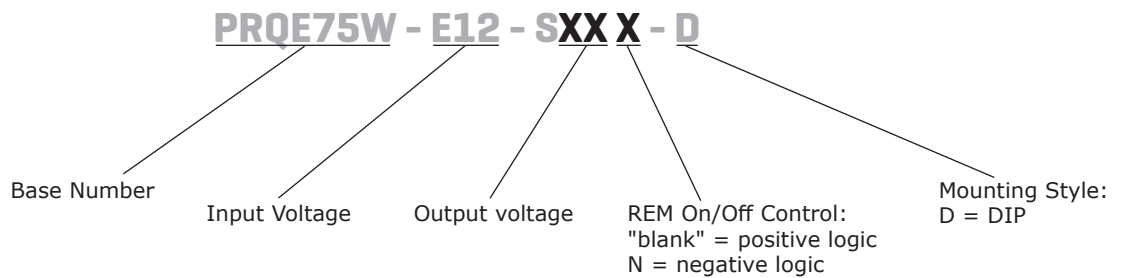 PRQE75W - E12 - SXX X - D
Base Number
Input Voltage
Output voltage
REM On/Off Control:
"blank" = positive logic
N = negative logic
Mounting Style:
D = DIP